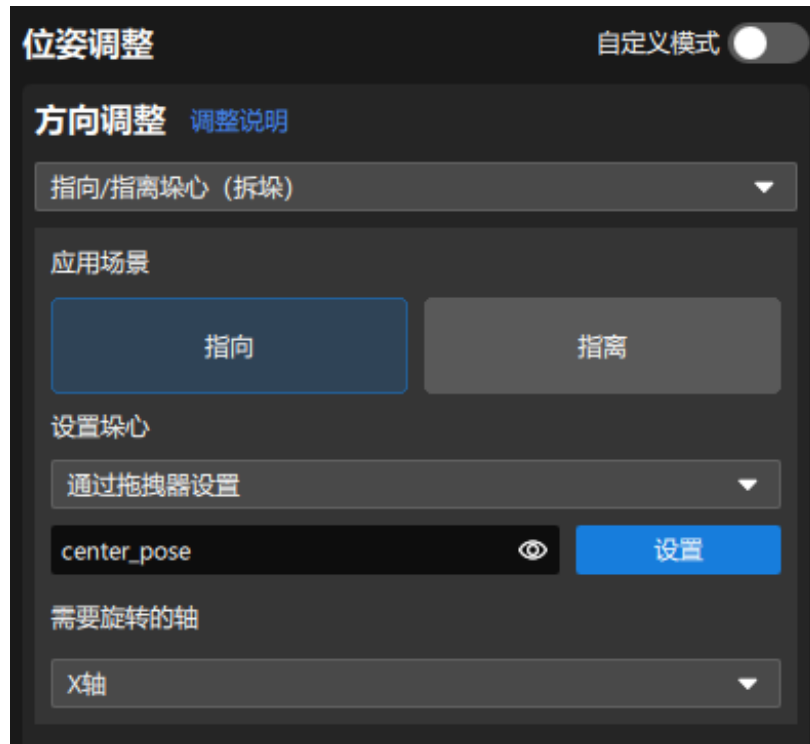 位姿调整 自定义模式
方向调整 调整说明
指向/指离垛心（拆垛）
应用场景
指向 指离
设置垛心
通过拖拽器设置
center_pose 设置
需要旋转的轴
X轴